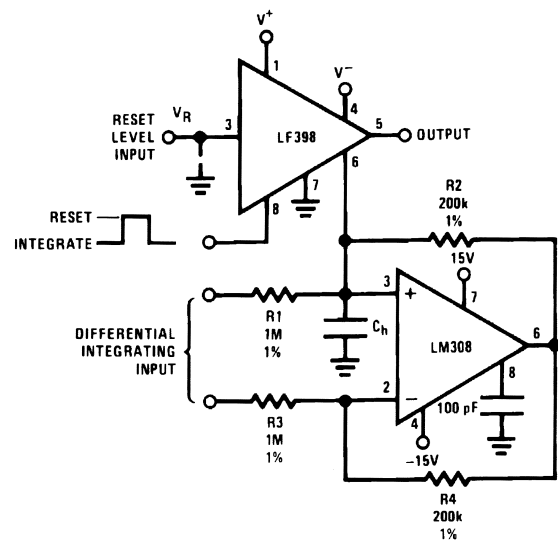 V+
1
V−
4
RESET
LEVEL
INPUT
VR
3
LF398
5
OUTPUT
6
7
8
RESET
INTEGRATE
R2
200k
1%
15V
3
+
7
R1
1M
1%
Ch
DIFFERENTIAL
INTEGRATING
INPUT
LM308
6
8
2
−
100 pF
4
R3
1M
1%
−15V
R4
200k
1%